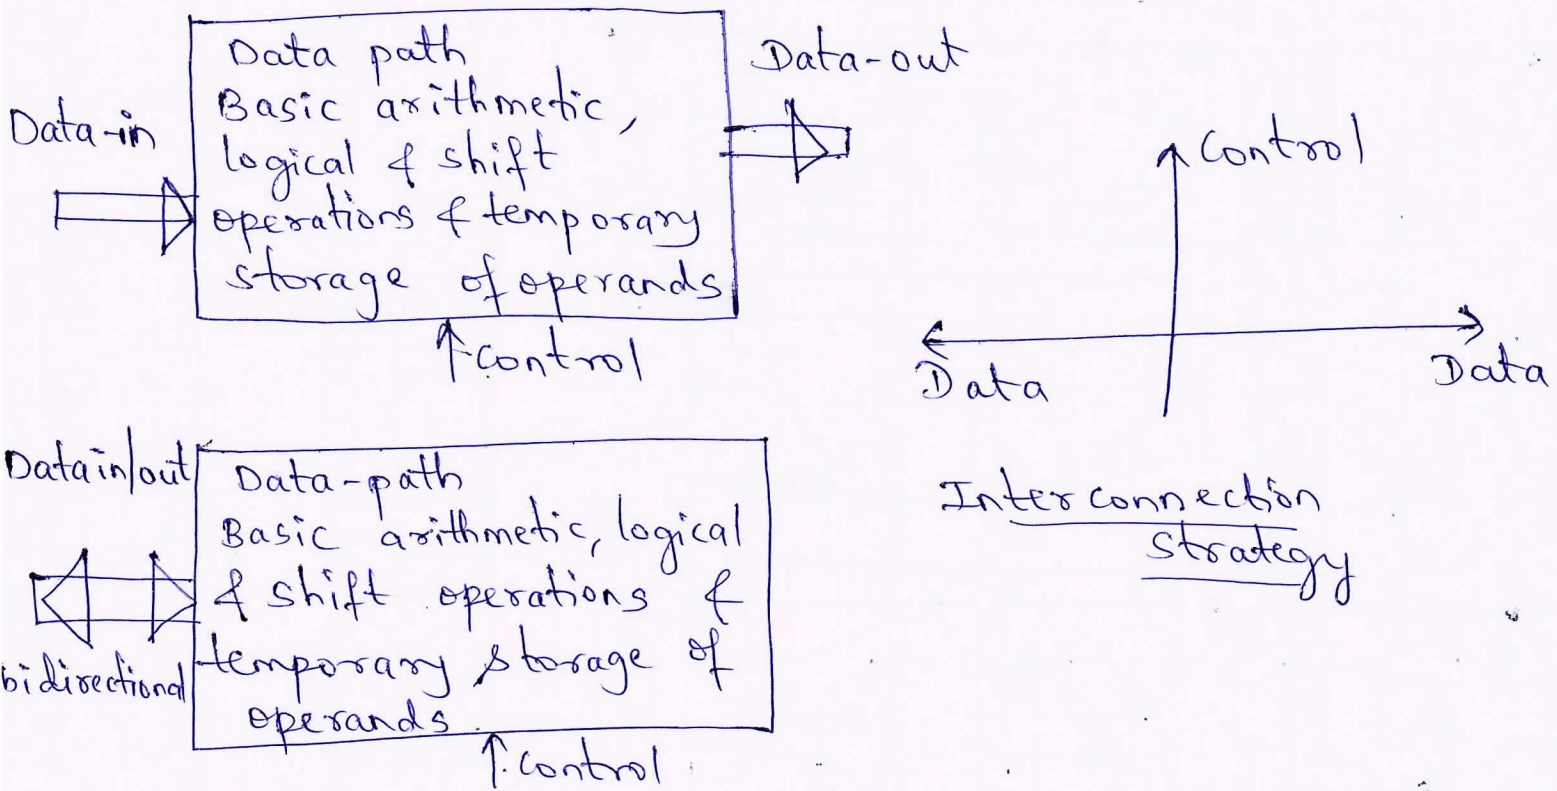 Data path
Basic arithmetic,
logical & shift
operations & temporary
storage of operands
Data-in
Data-out
Control
Control
Data
Data
Interconnection
strategy
Data in/out
bidirectional
Data-path
Basic arithmetic, logical
& shift operations &
temporary storage of
operands.
Control